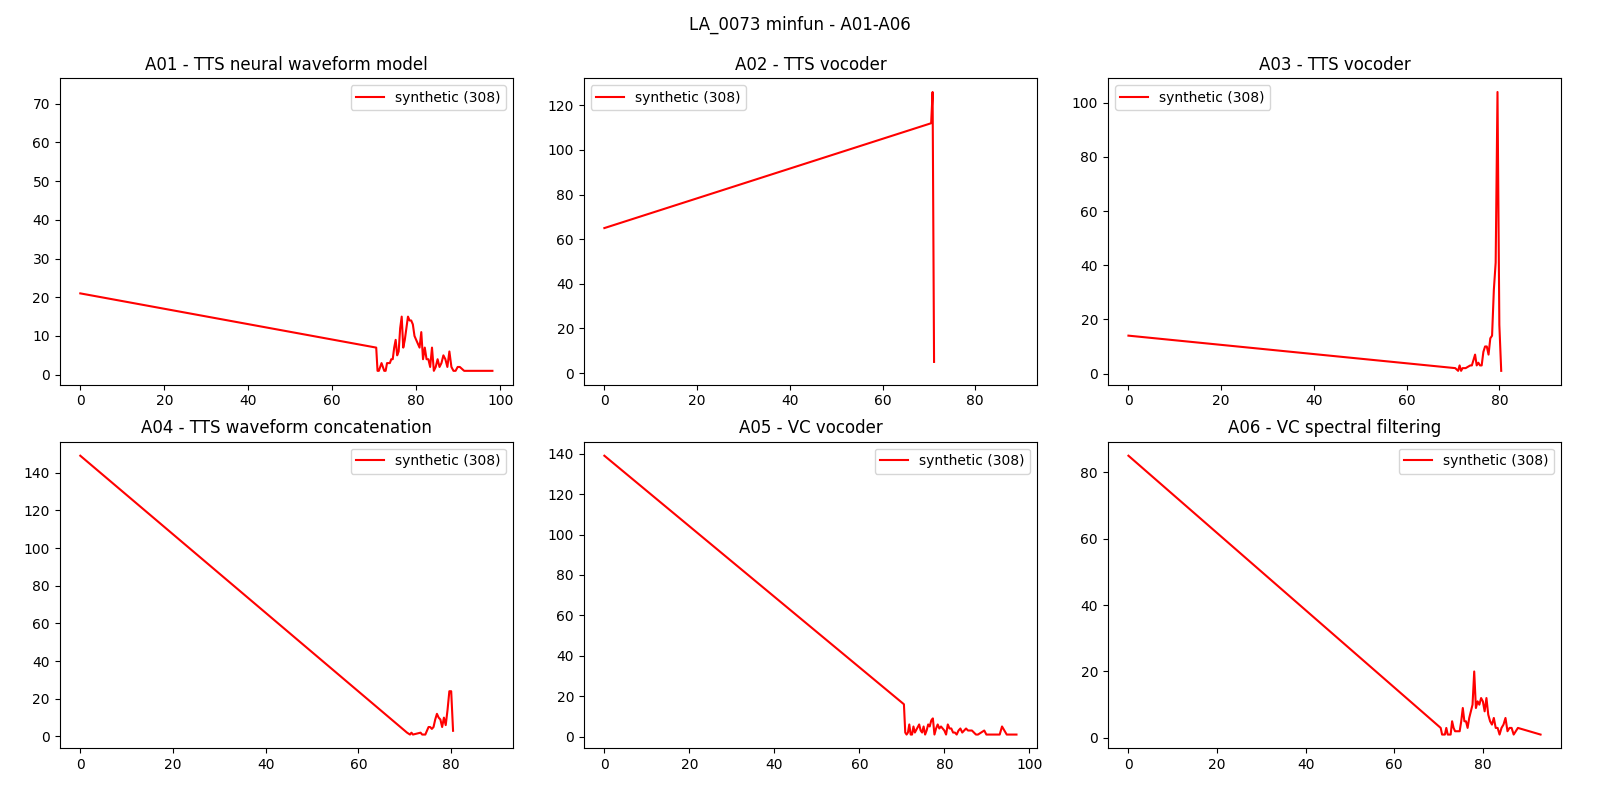 LA_0073 minfun - A01-A06
A01 - TTS neural waveform model
synthetic (308)
70
60
50
40
30
20
10
0
0 20 40 60 80 100
A02 - TTS vocoder
synthetic (308)
120
100
80
60
40
20
0
0 20 40 60 80
A03 - TTS vocoder
synthetic (308)
100
80
60
40
20
0
0 20 40 60 80
A04 - TTS waveform concatenation
synthetic (308)
140
120
100
80
60
40
20
0
0 20 40 60 80
A05 - VC vocoder
synthetic (308)
140
120
100
80
60
40
20
0
0 20 40 60 80 100
A06 - VC spectral filtering
synthetic (308)
80
60
40
20
0
0 20 40 60 80